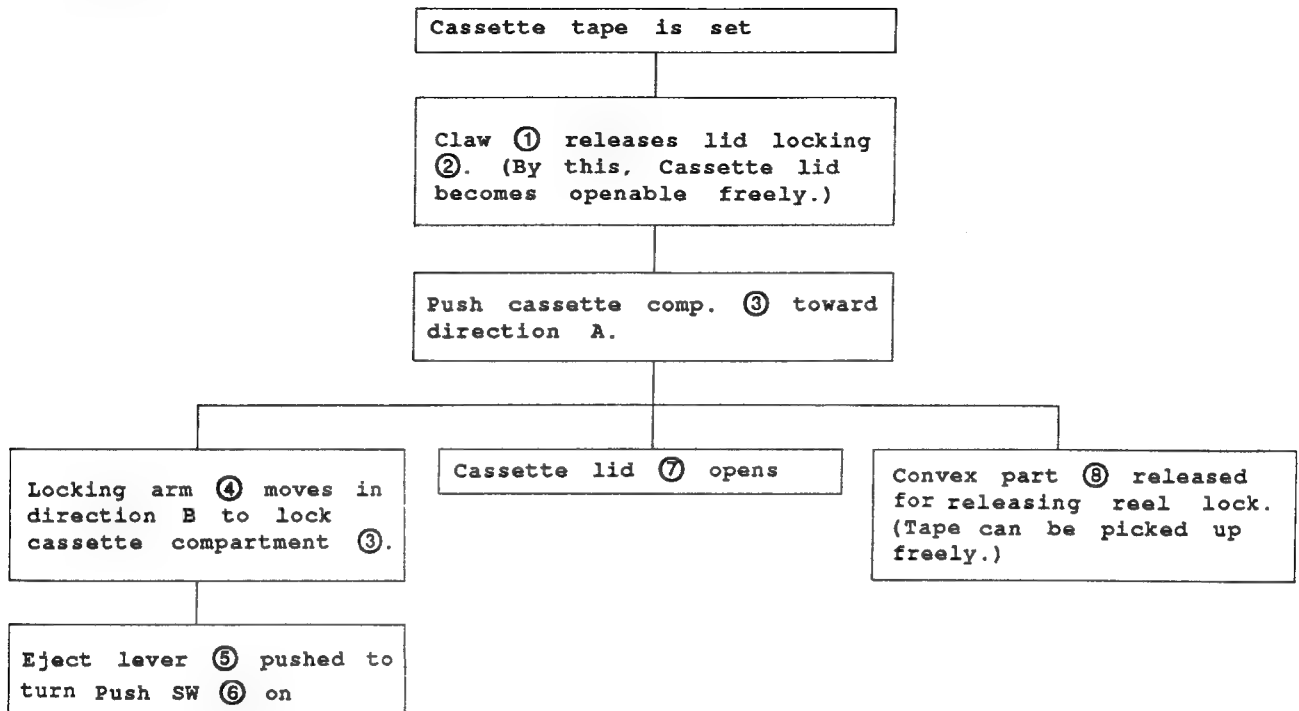 Cassette tape is set
Claw ① releases lid locking
②. (By this, Cassette lid
becomes openable freely.)
Push cassette comp. ③ toward
direction A.
Locking arm ④ moves in
direction B to lock
cassette compartment ③.
Eject lever ⑤ pushed to
turn Push SW ⑥ on
Cassette lid ⑦ opens
Convex part ⑧ released
for releasing reel lock.
(Tape can be picked up
freely.)